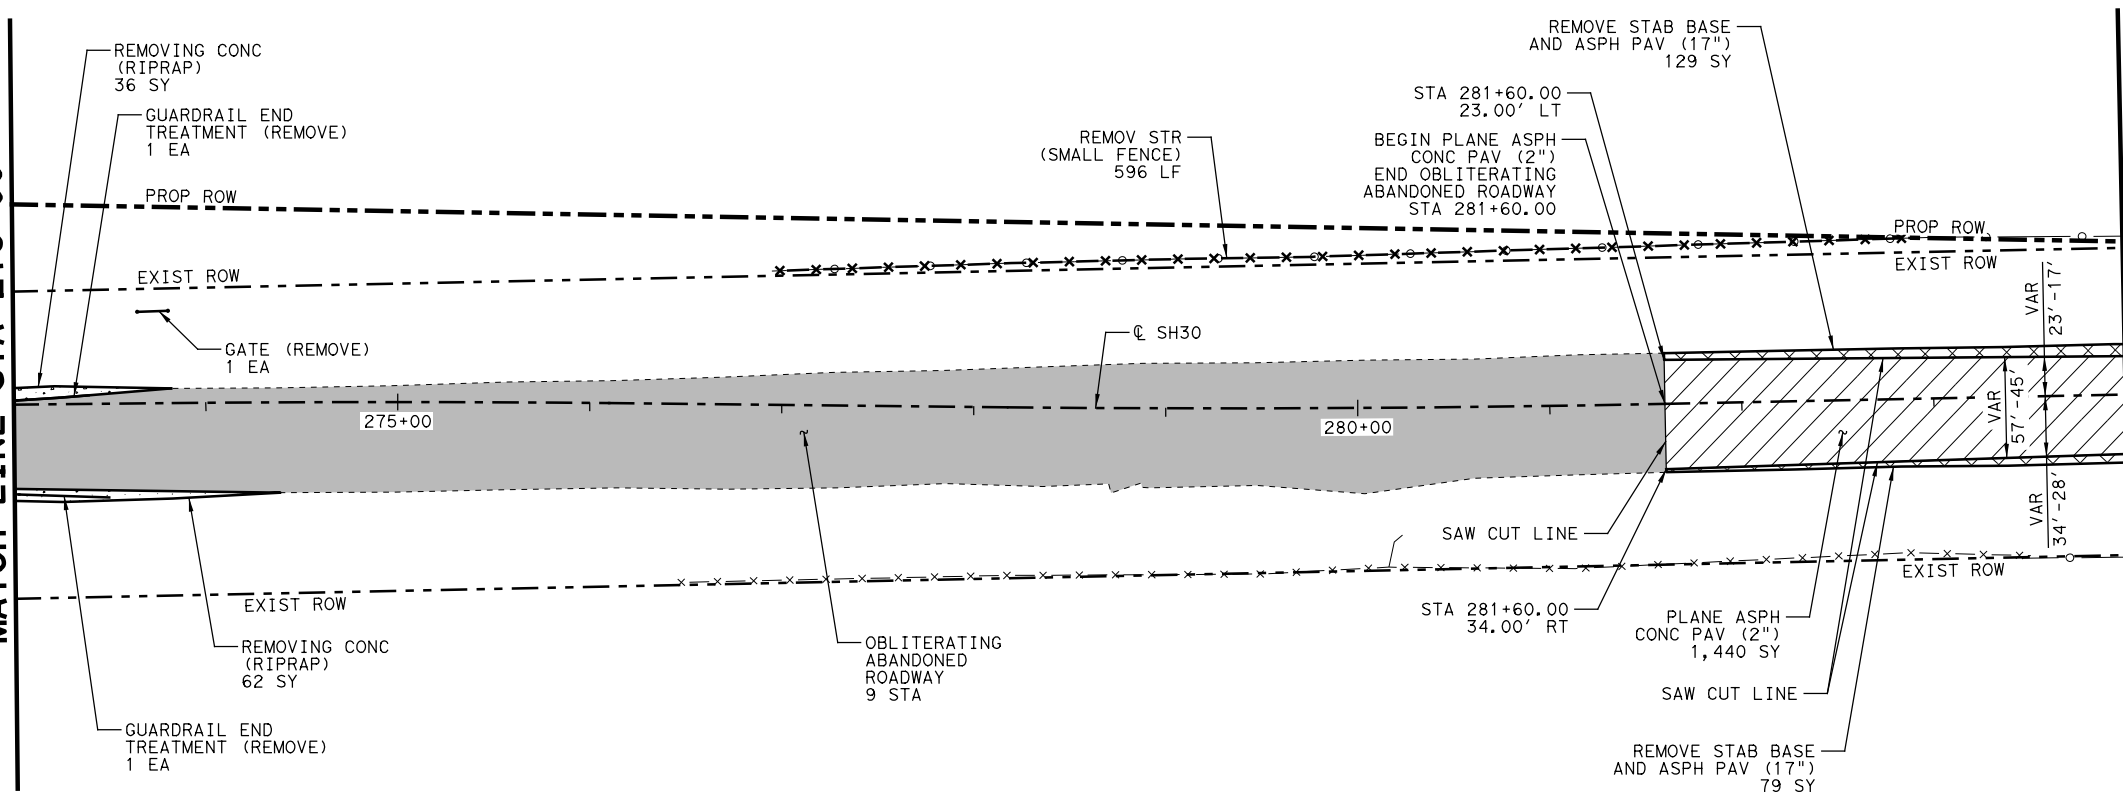 REMOVING CONC
(RIPRAP)
36 SY
GUARDRAIL END
TREATMENT (REMOVE)
1 EA
PROP ROW
EXIST ROW
GATE (REMOVE)
1 EA
REMOV STR
(SMALL FENCE)
596 LF
℄ SH30
REMOVE STAB BASE
AND ASPH PAV (17")
129 SY
STA 281+60.00
23.00' LT
BEGIN PLANE ASPH
CONC PAV (2")
END OBLITERATING
ABANDONED ROADWAY
STA 281+60.00
PROP ROW
EXIST ROW
VAR
23'-17'
VAR
57'-45'
VAR
34'-28'
275+00
280+00
SAW CUT LINE
EXIST ROW
STA 281+60.00
34.00' RT
PLANE ASPH
CONC PAV (2")
1,440 SY
SAW CUT LINE
REMOVE STAB BASE
AND ASPH PAV (17")
79 SY
EXIST ROW
REMOVING CONC
(RIPRAP)
62 SY
OBLITERATING
ABANDONED
ROADWAY
9 STA
GUARDRAIL END
TREATMENT (REMOVE)
1 EA